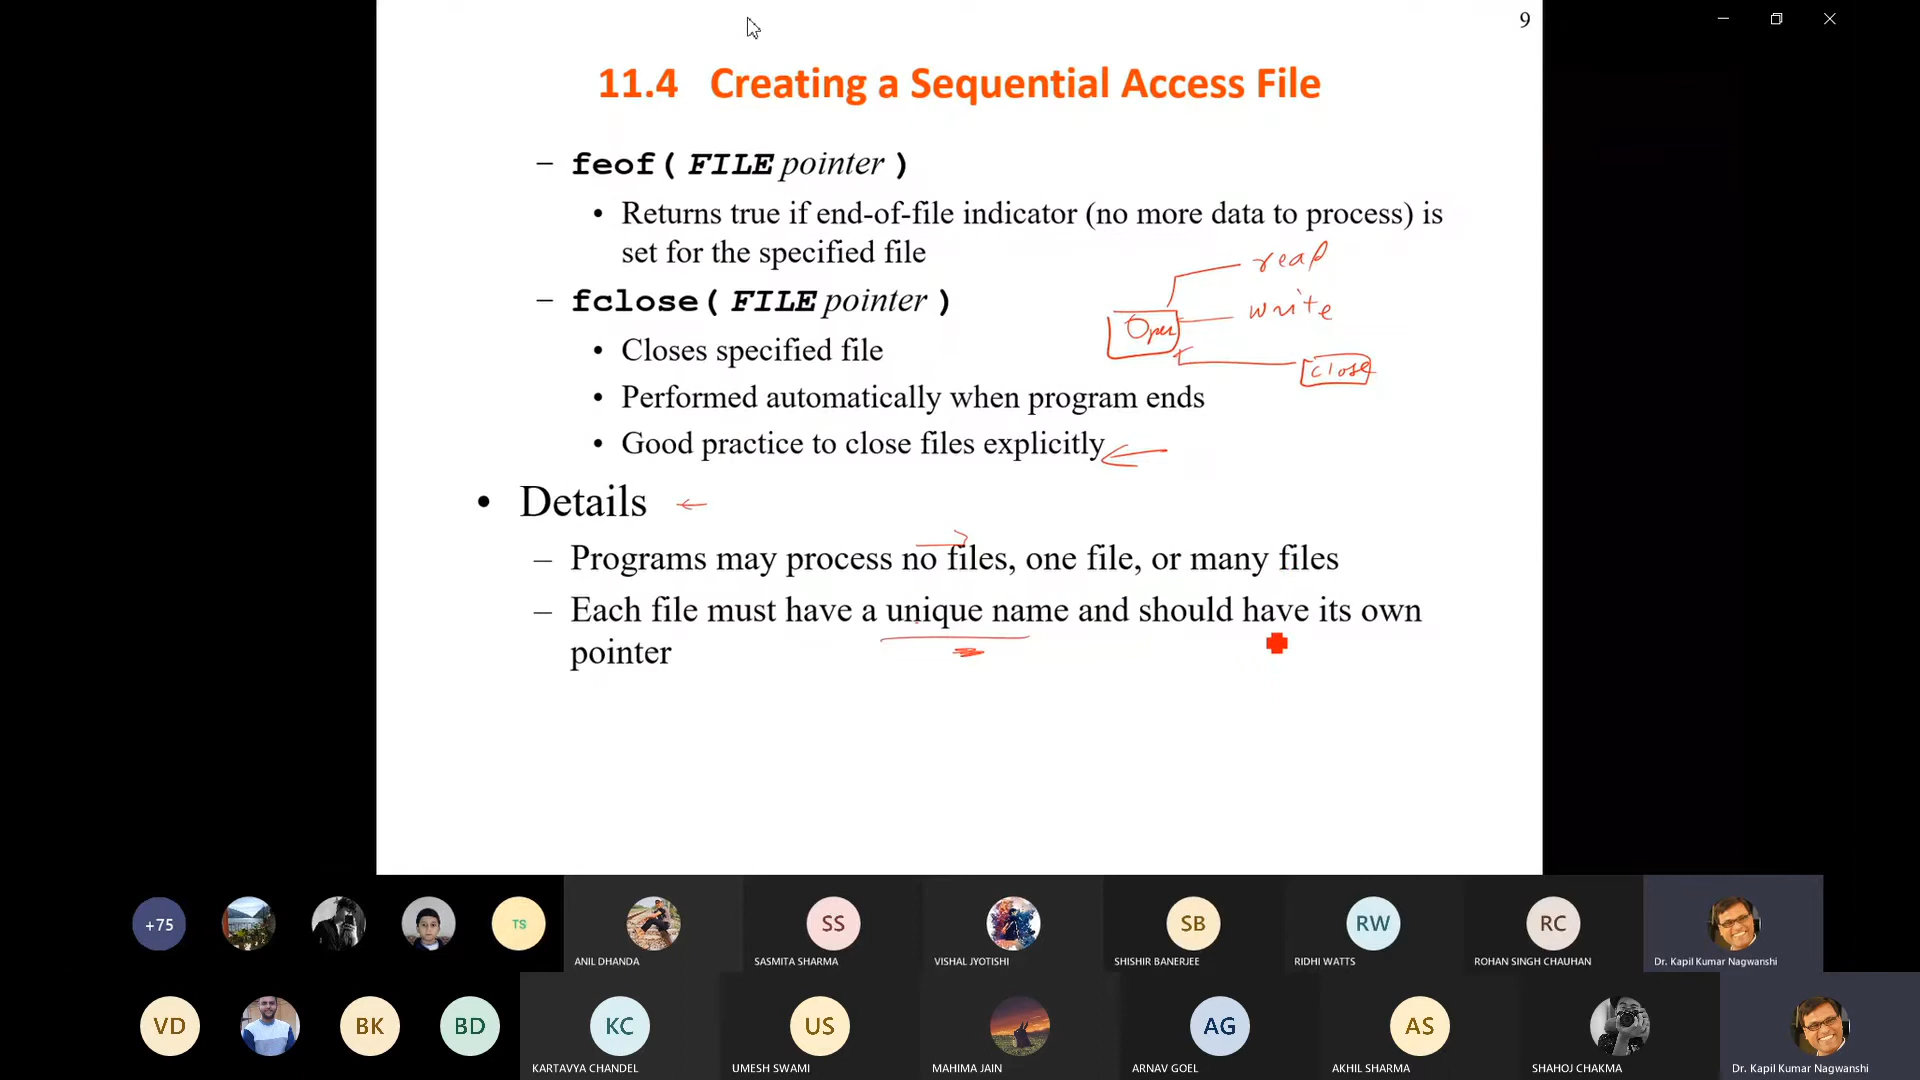 9
11.4 Creating a Sequential Access File
– feof( FILE pointer )
• Returns true if end-of-file indicator (no more data to process) is
set for the specified file
read
– fclose( FILE pointer )
write
Open
• Closes specified file
close
• Performed automatically when program ends
• Good practice to close files explicitly
• Details
– Programs may process no files, one file, or many files
– Each file must have a unique name and should have its own
pointer
+75
TS
SS
SB
RW
RC
ANIL DHANDA
SASMITA SHARMA
VISHAL JYOTISHI
SHISHIR BANERJEE
RIDHI WATTS
ROHAN SINGH CHAUHAN
Dr. Kapil Kumar Nagwanshi
VD
BK
BD
KC
US
AG
AS
KARTAVYA CHANDEL
UMESH SWAMI
MAHIMA JAIN
ARNAV GOEL
AKHIL SHARMA
SHAHOJ CHAKMA
Dr. Kapil Kumar Nagwanshi